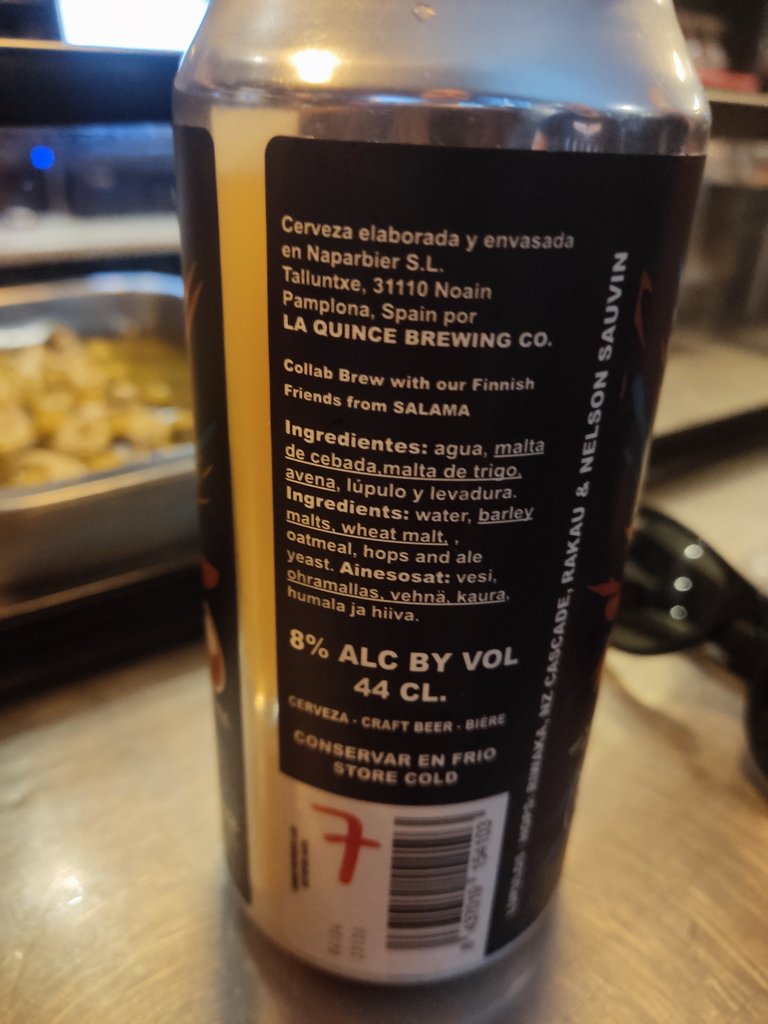 Cerveza elaborada y envasada
en Naparbier S.L.
Talluntxe, 31110 Noain
Pamplona, Spain por
LA QUINCE BREWING CO.
Collab Brew with our Finnish
Friends from SALAMA
Ingredientes: agua, malta
de cebada,malta de trigo,
avena, lúpulo y levadura.
Ingredients: water, barley
malts, wheat malt, ,
oatmeal, hops and ale
yeast. Ainesosat: vesi,
ohramallas, vehnä, kaura,
humala ja hiiva.
8% ALC BY VOL
44 CL.
CERVEZA - CRAFT BEER - BIÈRE
CONSERVAR EN FRIO
STORE COLD
NZ CASCADE, RAKAU & NELSON SAUVIN
7